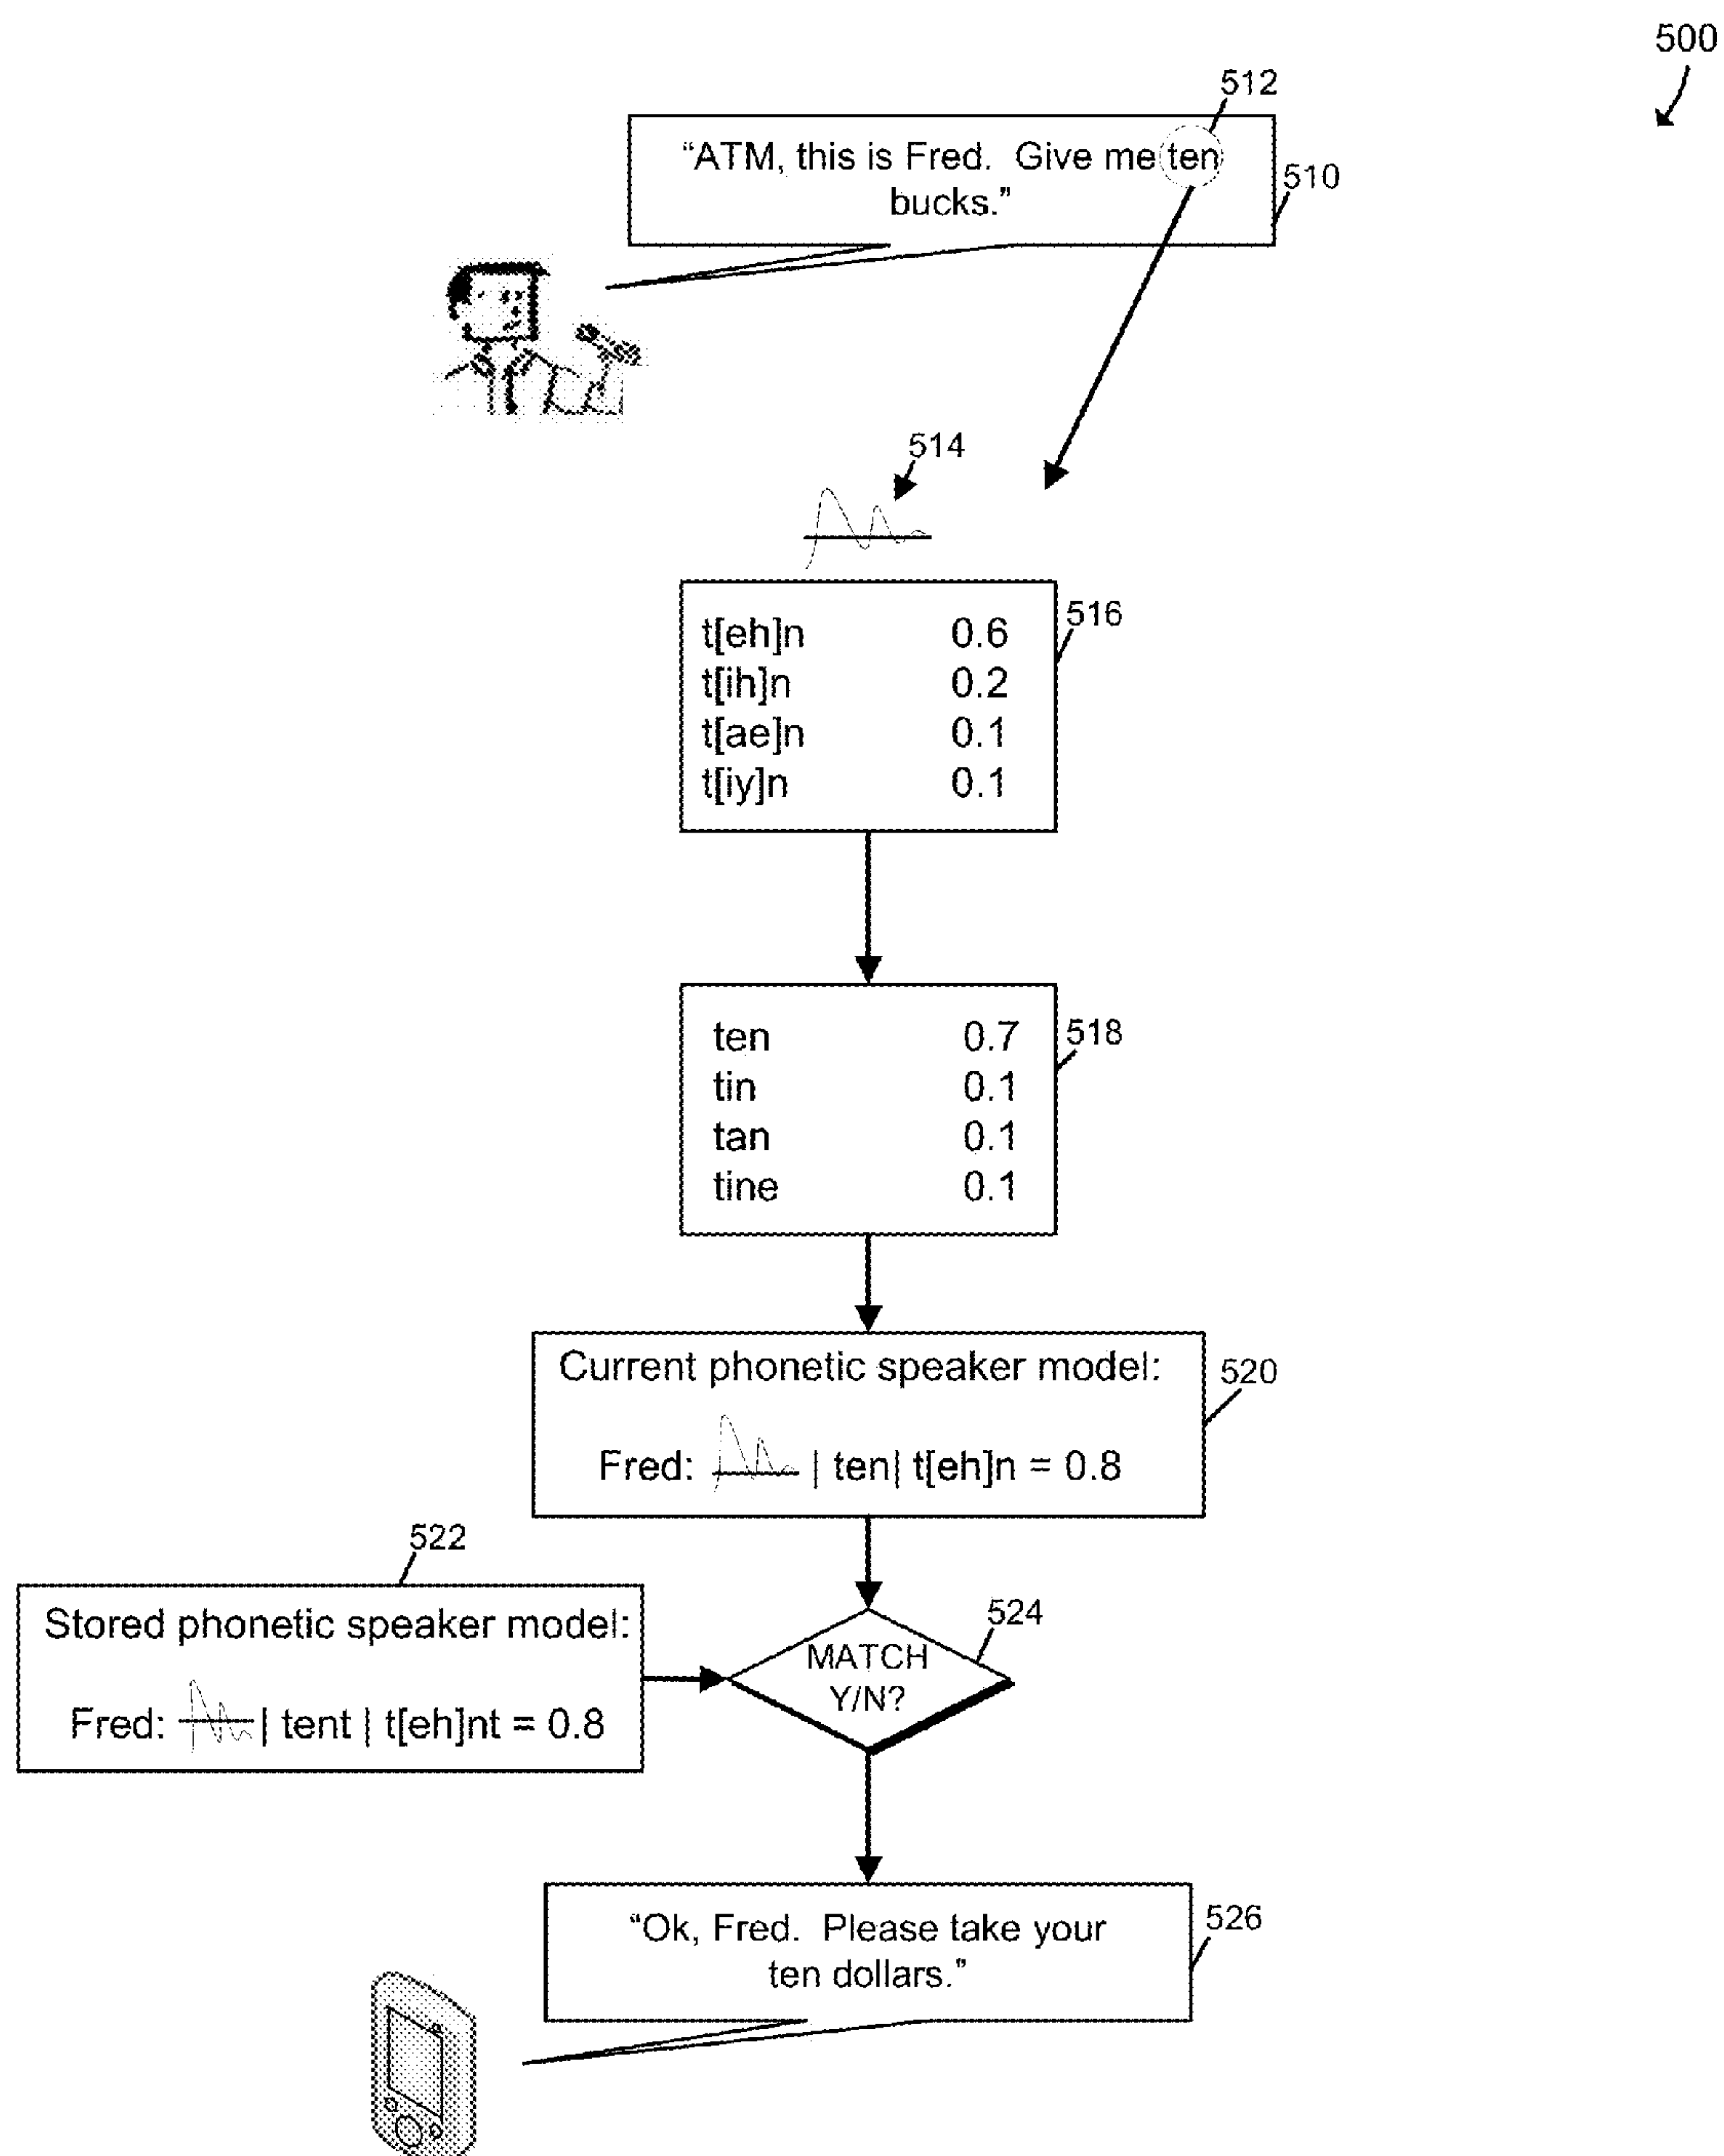 500
512
“ATM, this is Fred. Give me ten
bucks.”
510
514
516
t[eh]n 0.6
t[ih]n 0.2
t[ae]n 0.1
t[iy]n 0.1
518
ten 0.7
tin 0.1
tan 0.1
tine 0.1
Current phonetic speaker model:
520
Fred: | ten| t[eh]n = 0.8
522
Stored phonetic speaker model:
Fred: | tent | t[eh]nt = 0.8
524
MATCH
Y/N?
“Ok, Fred. Please take your
ten dollars.”
526